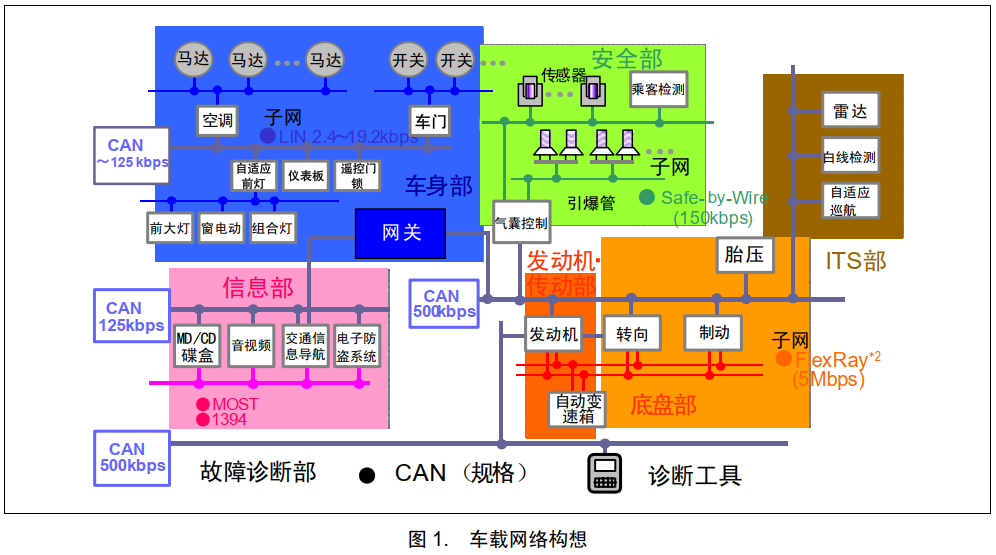 马达
马达
马达
开关
开关
空调
子网
LIN 2.4～19.2kbps
车门
CAN
～125 kbps
自适应
前灯
仪表板
遥控门
锁
车身部
前大灯
窗电动
组合灯
网关
安全部
传感器
乘客检测
子网
引爆管
Safe-by-Wire
(150kbps)
气囊控制
雷达
白线检测
自适应
巡航
ITS部
信息部
CAN
125kbps
MD/CD
碟盒
音视频
交通信
息导航
电子防
盗系统
MOST
1394
CAN
500kbps
发动机·
传动部
胎压
发动机
转向
制动
子网
FlexRay*2
(5Mbps)
自动变
速箱
底盘部
CAN
500kbps
故障诊断部
CAN（规格）
诊断工具
图 1. 车载网络构想